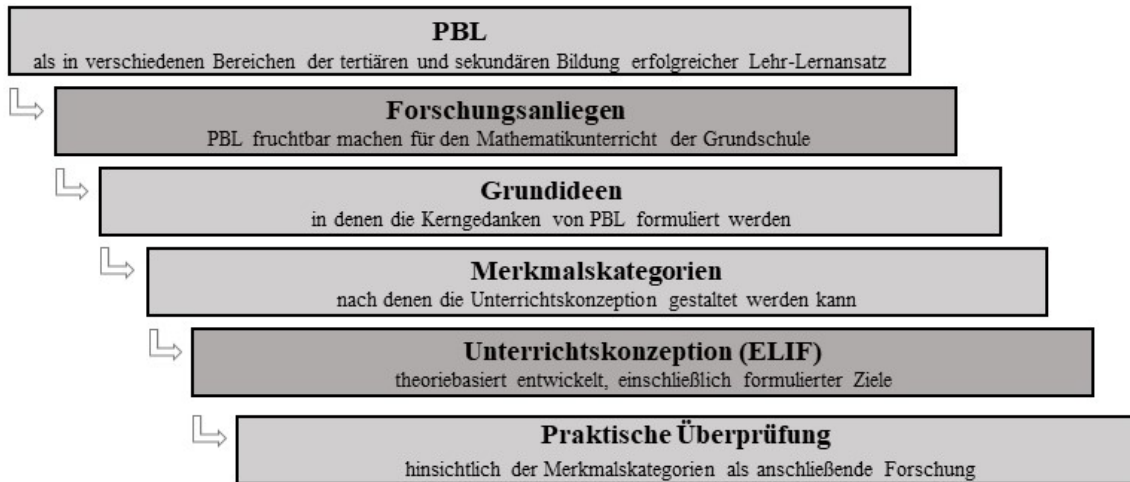 PBL
als in verschiedenen Bereichen der tertiären und sekundären Bildung erfolgreicher Lehr-Lernansatz
Forschungsanliegen
PBL fruchtbar machen für den Mathematikunterricht der Grundschule
Grundideen
in denen die Kerngedanken von PBL formuliert werden
Merkmalskategorien
nach denen die Unterrichtskonzeption gestaltet werden kann
Unterrichtskonzeption (ELIF)
theoriebasiert entwickelt, einschließlich formulierter Ziele
Praktische Überprüfung
hinsichtlich der Merkmalskategorien als anschließende Forschung